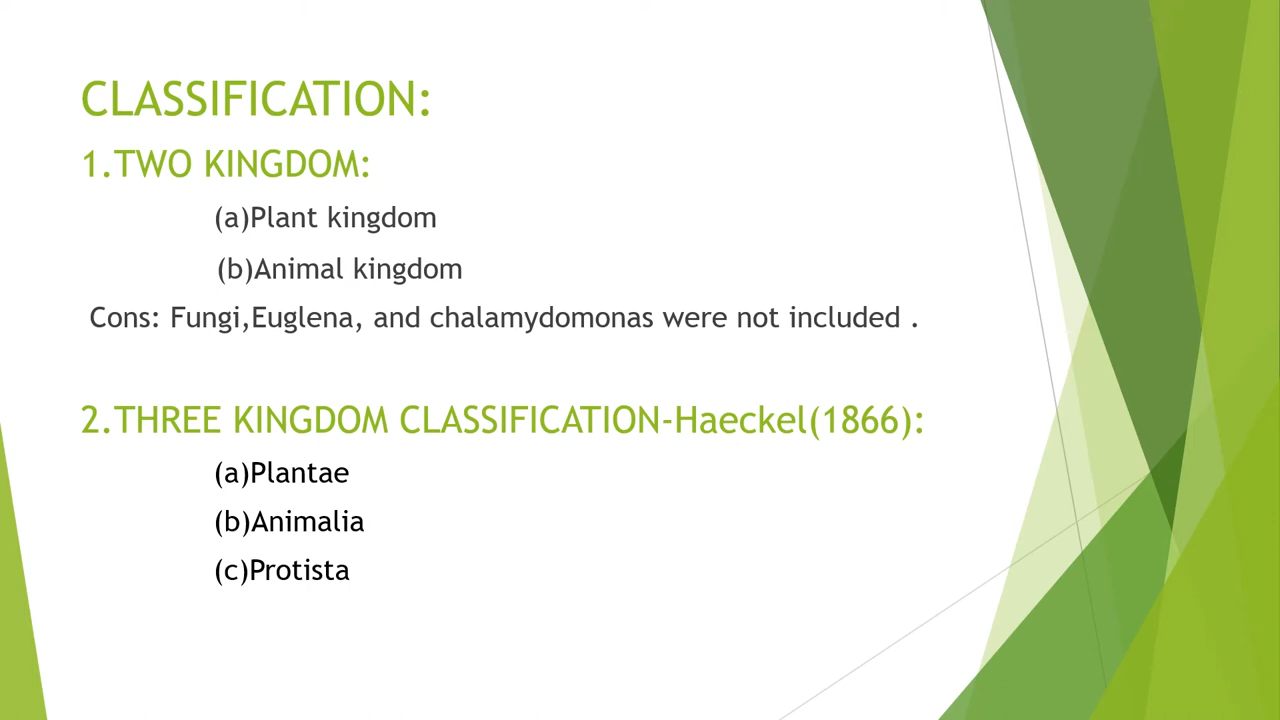 CLASSIFICATION:
1.TWO KINGDOM:
(a)Plant kingdom
(b)Animal kingdom
Cons: Fungi,Euglena, and chalamydomonas were not included .
2.THREE KINGDOM CLASSIFICATION-Haeckel(1866):
(a)Plantae
(b)Animalia
(c)Protista